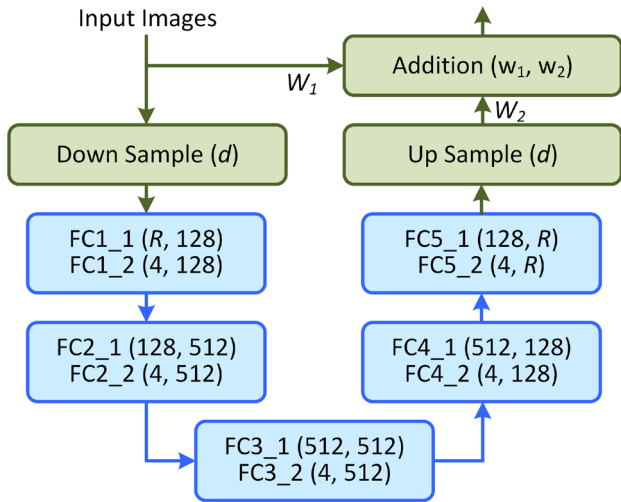 Input Images
Addition (w₁, w₂)
W₁
W₂
Down Sample (d)
Up Sample (d)
FC1_1 (R, 128)
FC1_2 (4, 128)
FC5_1 (128, R)
FC5_2 (4, R)
FC2_1 (128, 512)
FC2_2 (4, 512)
FC4_1 (512, 128)
FC4_2 (4, 128)
FC3_1 (512, 512)
FC3_2 (4, 512)